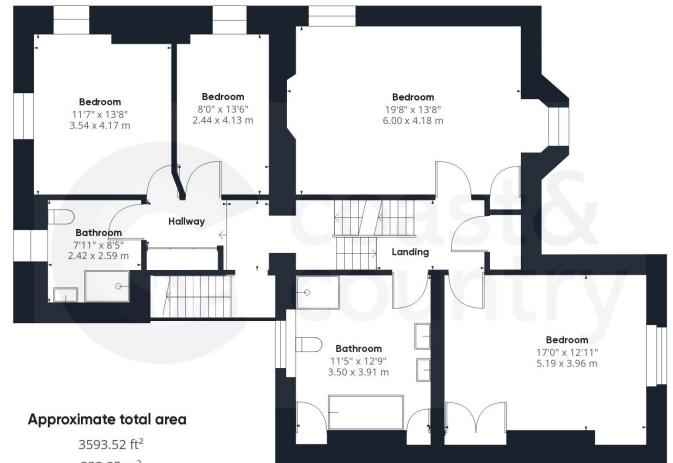 Bedroom
11'7" x 13'8"
3.54 x 4.17 m
Bedroom
8'0" x 13'6"
2.44 x 4.13 m
Bedroom
19'8" x 13'8"
6.00 x 4.18 m
Bathroom
7'11" x 8'5"
2.42 x 2.59 m
Hallway
Landing
Bathroom
11'5" x 12'9"
3.50 x 3.91 m
Bedroom
17'0" x 12'11"
5.19 x 3.96 m
coast &
country
Approximate total area
3593.52 ft²